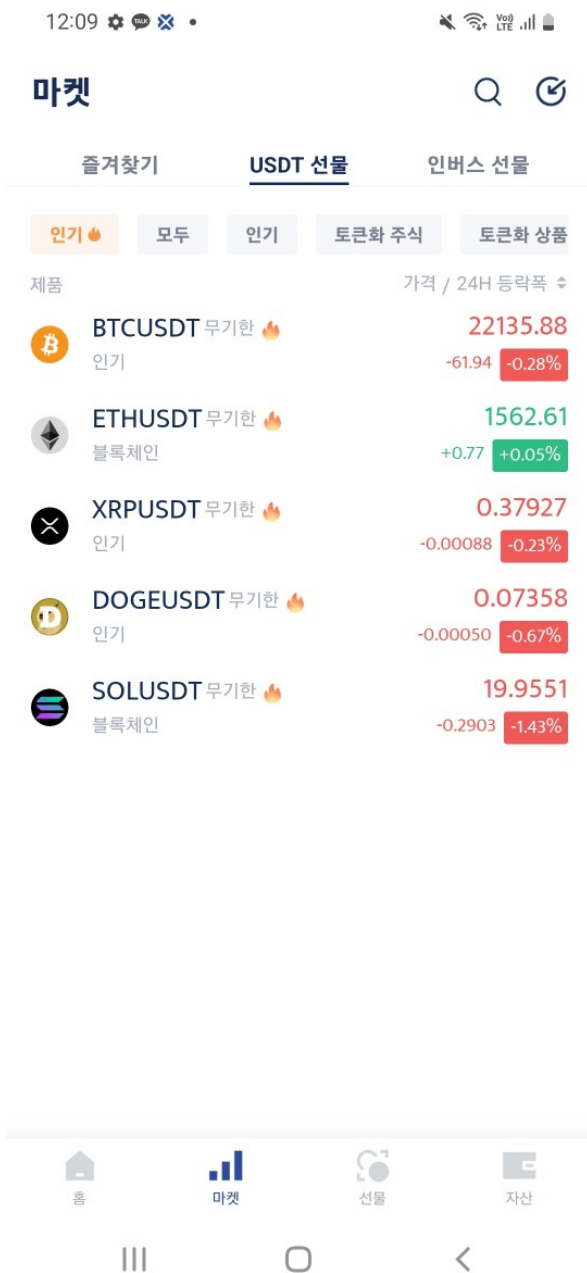 12:09 TALK Vo)) LTE
마켓
즐겨찾기 USDT 선물 인버스 선물
인기 모두 인기 토큰화 주식 토큰화 상품
제품 가격 / 24H 등락폭
BTCUSDT 무기한 22135.88
인기 -61.94 -0.28%
ETHUSDT 무기한 1562.61
블록체인 +0.77 +0.05%
XRPUSDT 무기한 0.37927
인기 -0.00088 -0.23%
DOGEUSDT 무기한 0.07358
인기 -0.00050 -0.67%
SOLUSDT 무기한 19.9551
블록체인 -0.2903 -1.43%
홈 마켓 선물 자산